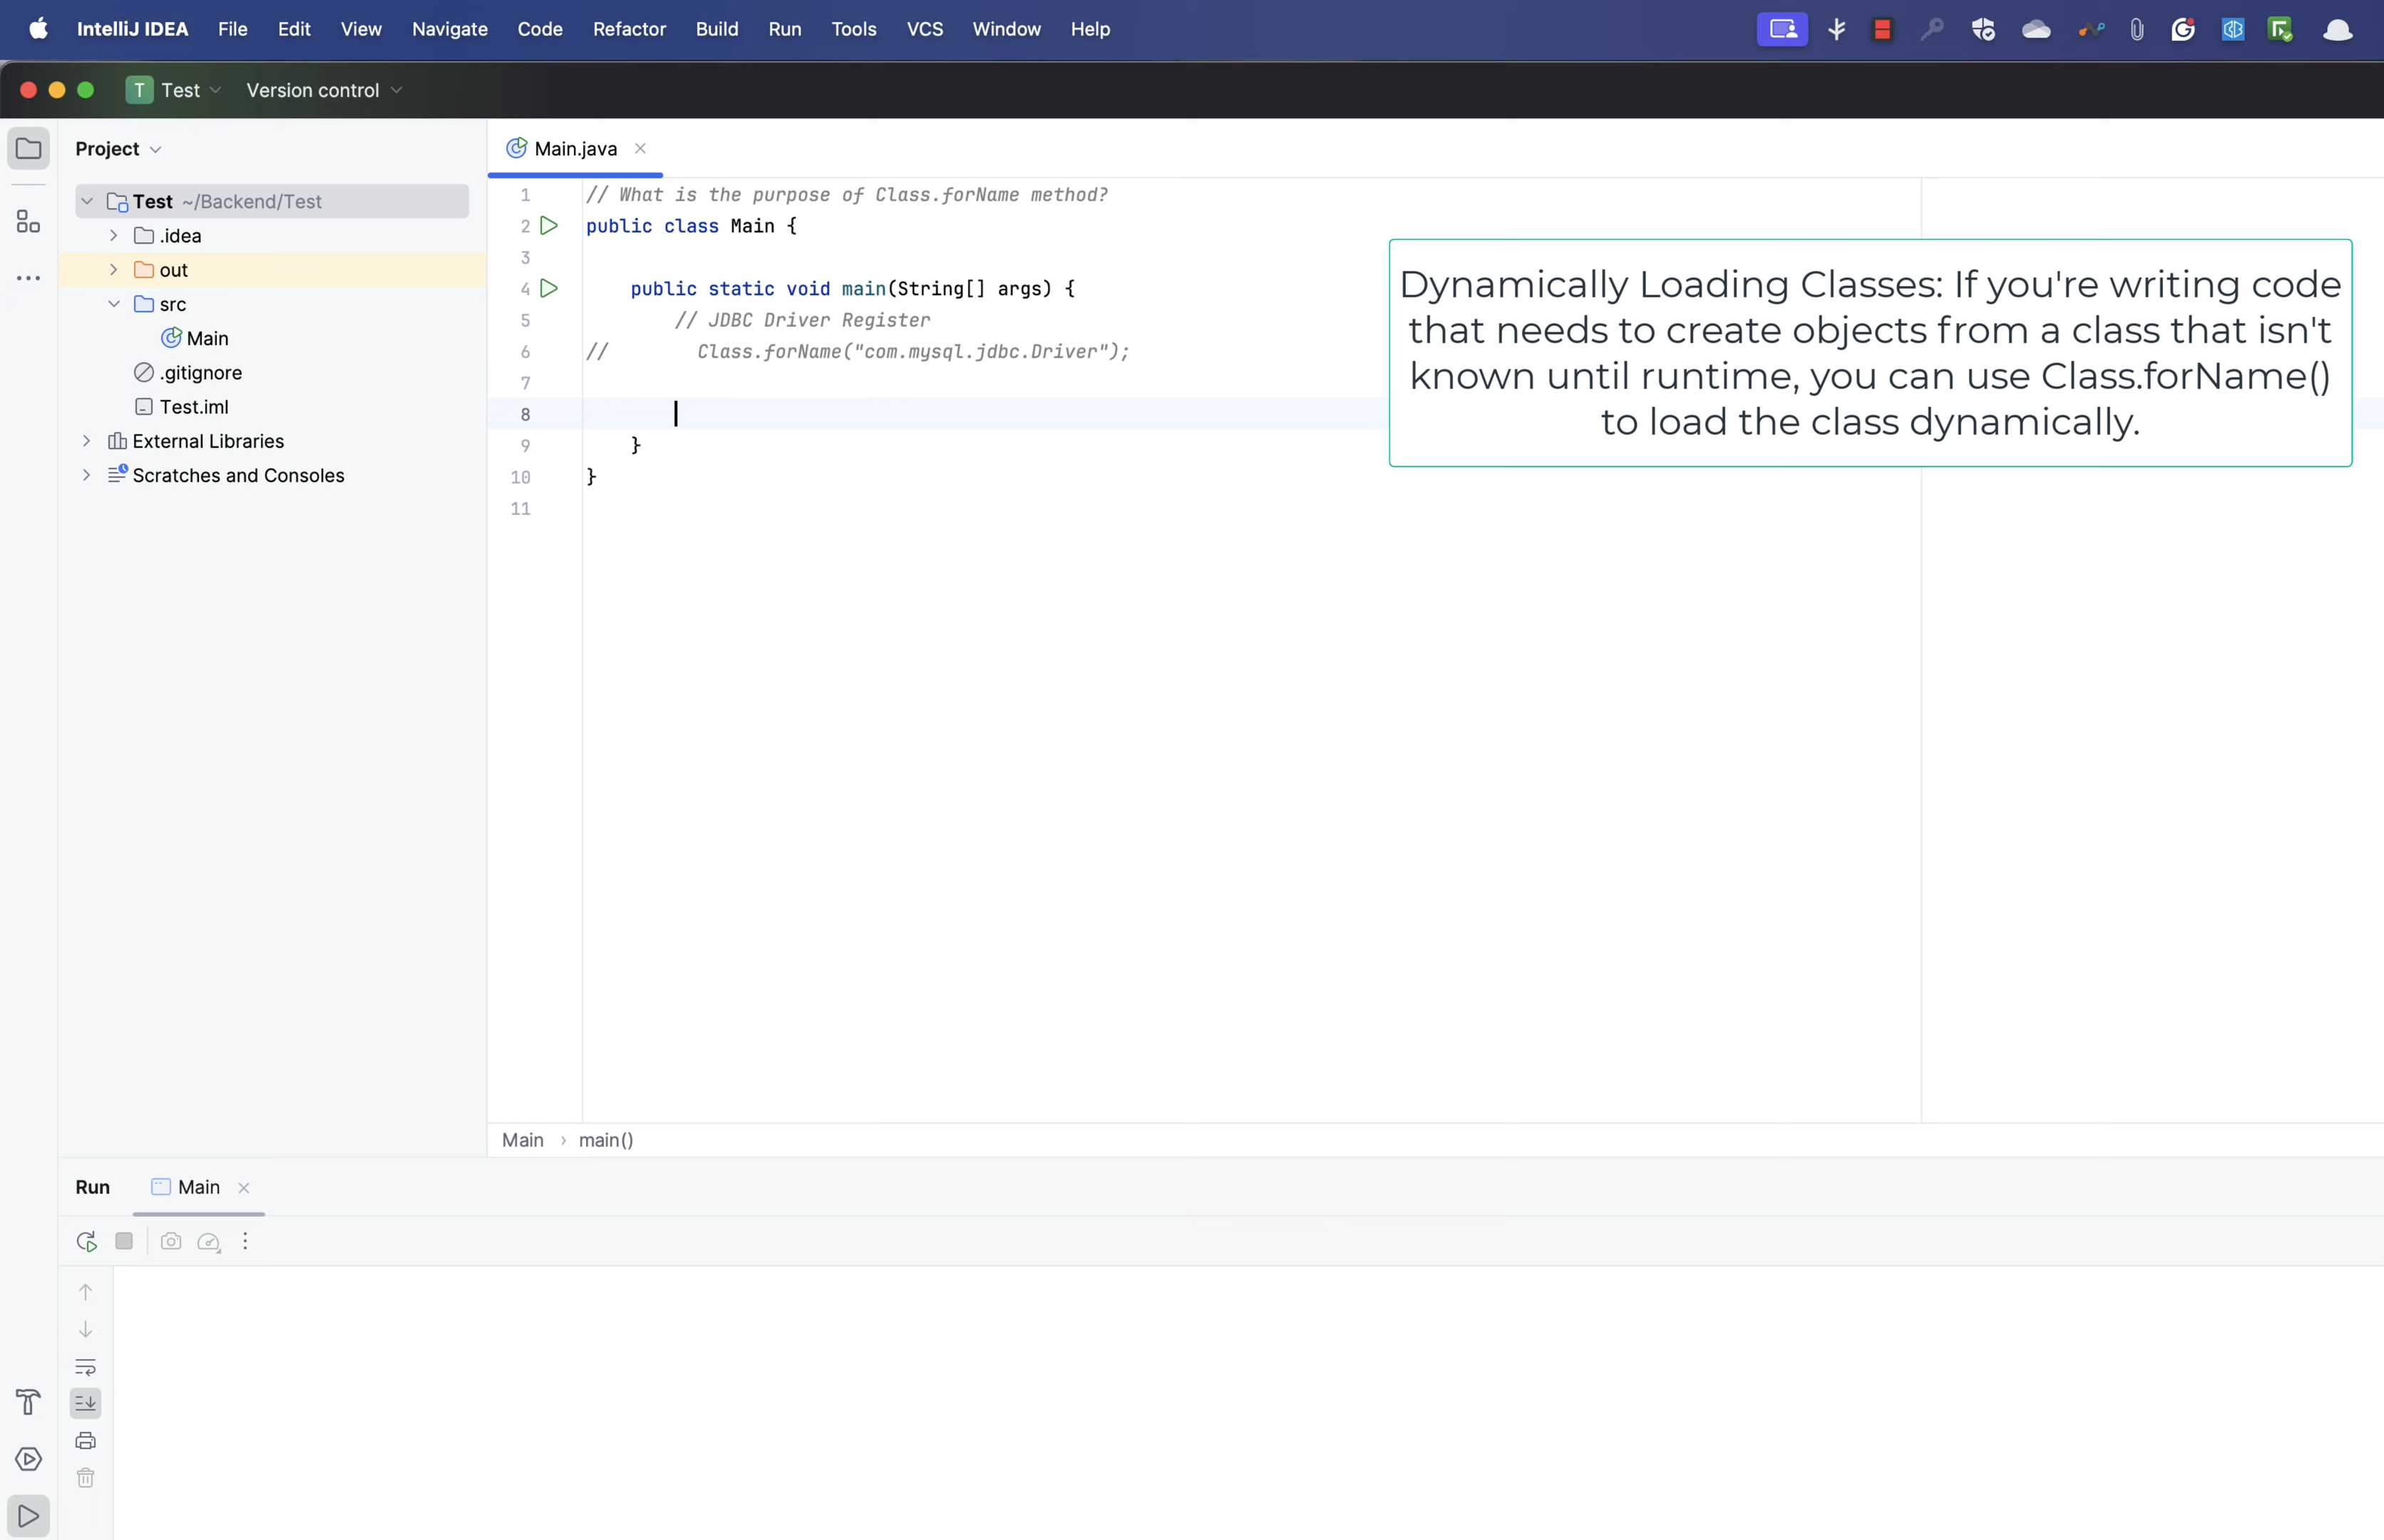 IntelliJ IDEA File Edit View Navigate Code Refactor Build Run Tools VCS Window Help
T Test Version control
Project
Main.java
Test ~/Backend/Test
.idea
out
src
Main
.gitignore
Test.iml
External Libraries
Scratches and Consoles
1 // What is the purpose of Class.forName method?
2 public class Main {
3
4 public static void main(String[] args) {
5 // JDBC Driver Register
6 // Class.forName("com.mysql.jdbc.Driver");
7
8
9 }
10 }
11
Dynamically Loading Classes: If you're writing code
that needs to create objects from a class that isn't
known until runtime, you can use Class.forName()
to load the class dynamically.
Main › main()
Run Main